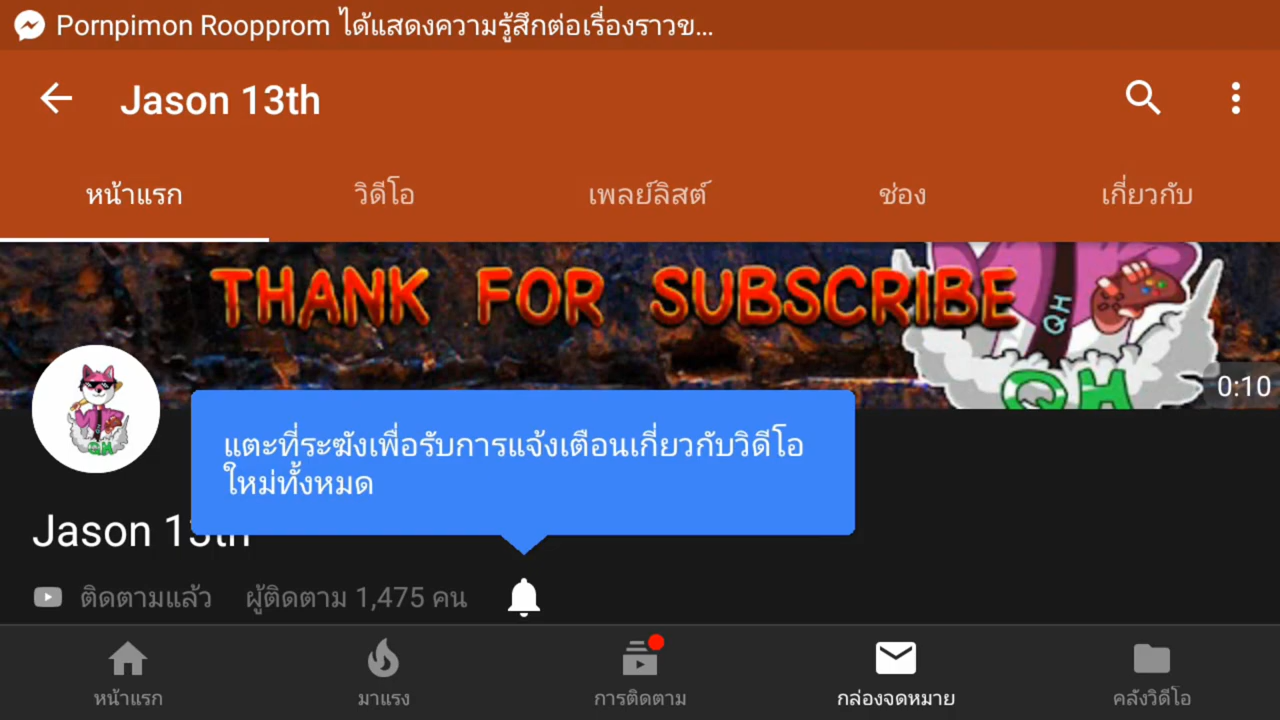 Pornpimon Roopprom ได้แสดงความรู้สึกต่อเรื่องราวข...
Jason 13th
หน้าแรก วิดีโอ เพลย์ลิสต์ ช่อง เกี่ยวกับ
THANK FOR SUBSCRIBE
QH
QH
0:10
QH
แตะที่ระฆังเพื่อรับการแจ้งเตือนเกี่ยวกับวิดีโอ
ใหม่ทั้งหมด
Jason 13th
ติดตามแล้ว ผู้ติดตาม 1,475 คน
หน้าแรก มาแรง การติดตาม กล่องจดหมาย คลังวิดีโอ